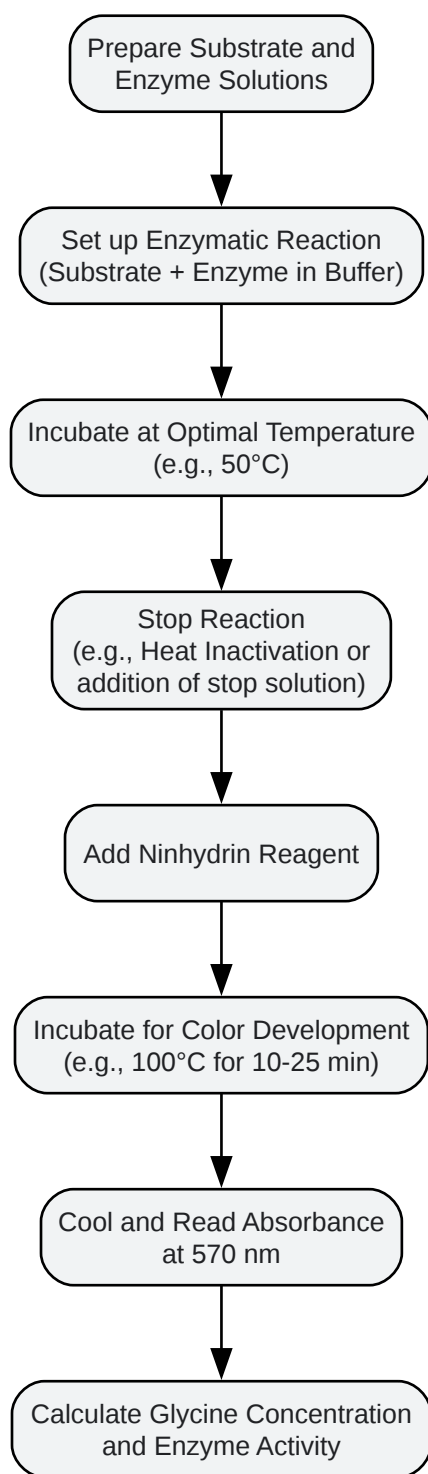 Prepare Substrate and
Enzyme Solutions
Set up Enzymatic Reaction
(Substrate + Enzyme in Buffer)
Incubate at Optimal Temperature
(e.g., 50°C)
Stop Reaction
(e.g., Heat Inactivation or
addition of stop solution)
Add Ninhydrin Reagent
Incubate for Color Development
(e.g., 100°C for 10-25 min)
Cool and Read Absorbance
at 570 nm
Calculate Glycine Concentration
and Enzyme Activity